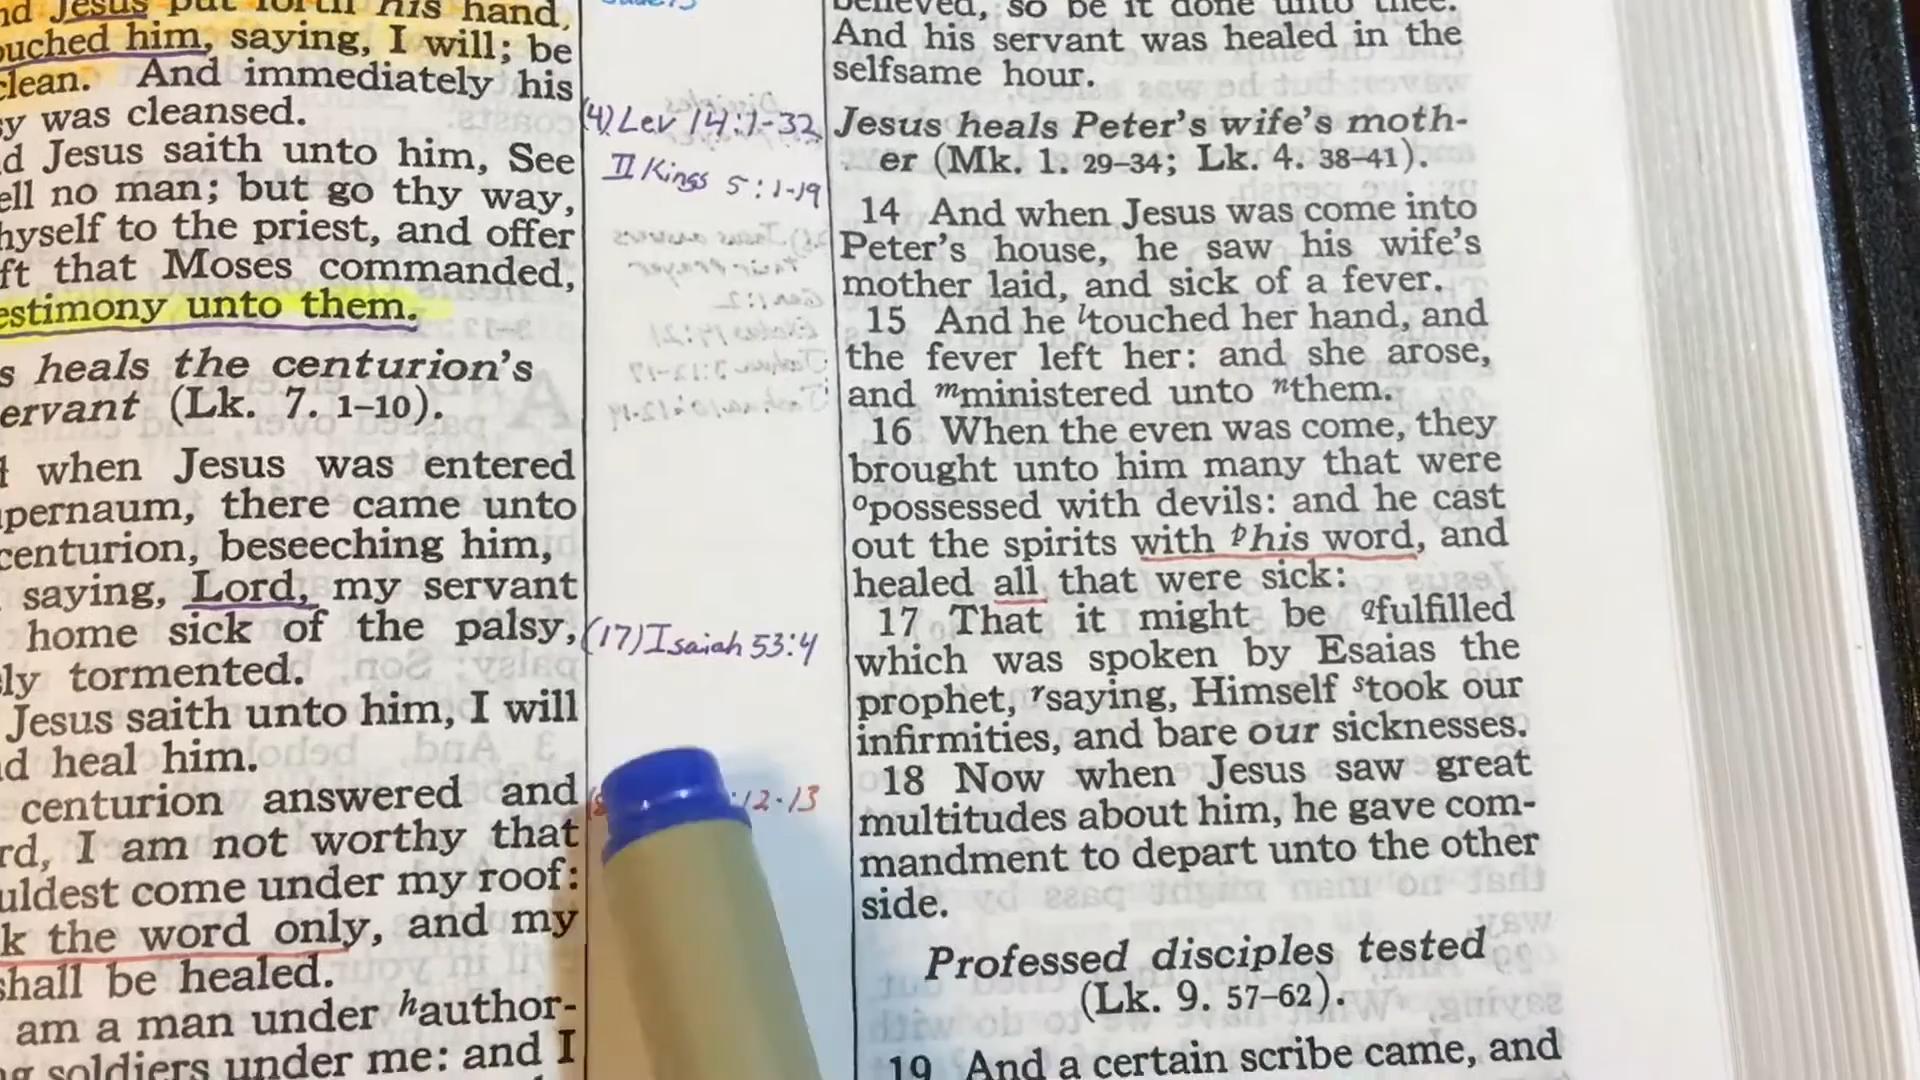 nd Jesus put forth his hand,
ouched him, saying, I will; be
clean. And immediately his
sy was cleansed.
d Jesus saith unto him, See
ell no man; but go thy way,
hyself to the priest, and offer
ft that Moses commanded,
estimony unto them.
s heals the centurion's
ervant (Lk. 7. 1–10).
when Jesus was entered
pernaum, there came unto
centurion, beseeching him,
saying, Lord, my servant
home sick of the palsy,
ly tormented.
Jesus saith unto him, I will
nd heal him.
centurion answered and
rd, I am not worthy that
uldest come under my roof:
k the word only, and my
shall be healed.
am a man under hauthor-
ng soldiers under me: and I
(4) Lev 14:1-32
II Kings 5:1-19
(17) Isaiah 53:4
:12-13
believed, so be it done unto thee.
And his servant was healed in the
selfsame hour.
Jesus heals Peter's wife's moth-
er (Mk. 1. 29–34; Lk. 4. 38–41).
14 And when Jesus was come into
Peter's house, he saw his wife's
mother laid, and sick of a fever.
15 And he ltouched her hand, and
the fever left her: and she arose,
and mministered unto nthem.
16 When the even was come, they
brought unto him many that were
opossessed with devils: and he cast
out the spirits with phis word, and
healed all that were sick:
17 That it might be qfulfilled
which was spoken by Esaias the
prophet, rsaying, Himself stook our
infirmities, and bare our sicknesses.
18 Now when Jesus saw great
multitudes about him, he gave com-
mandment to depart unto the other
side.
Professed disciples tested
(Lk. 9. 57–62).
19 And a certain scribe came, and